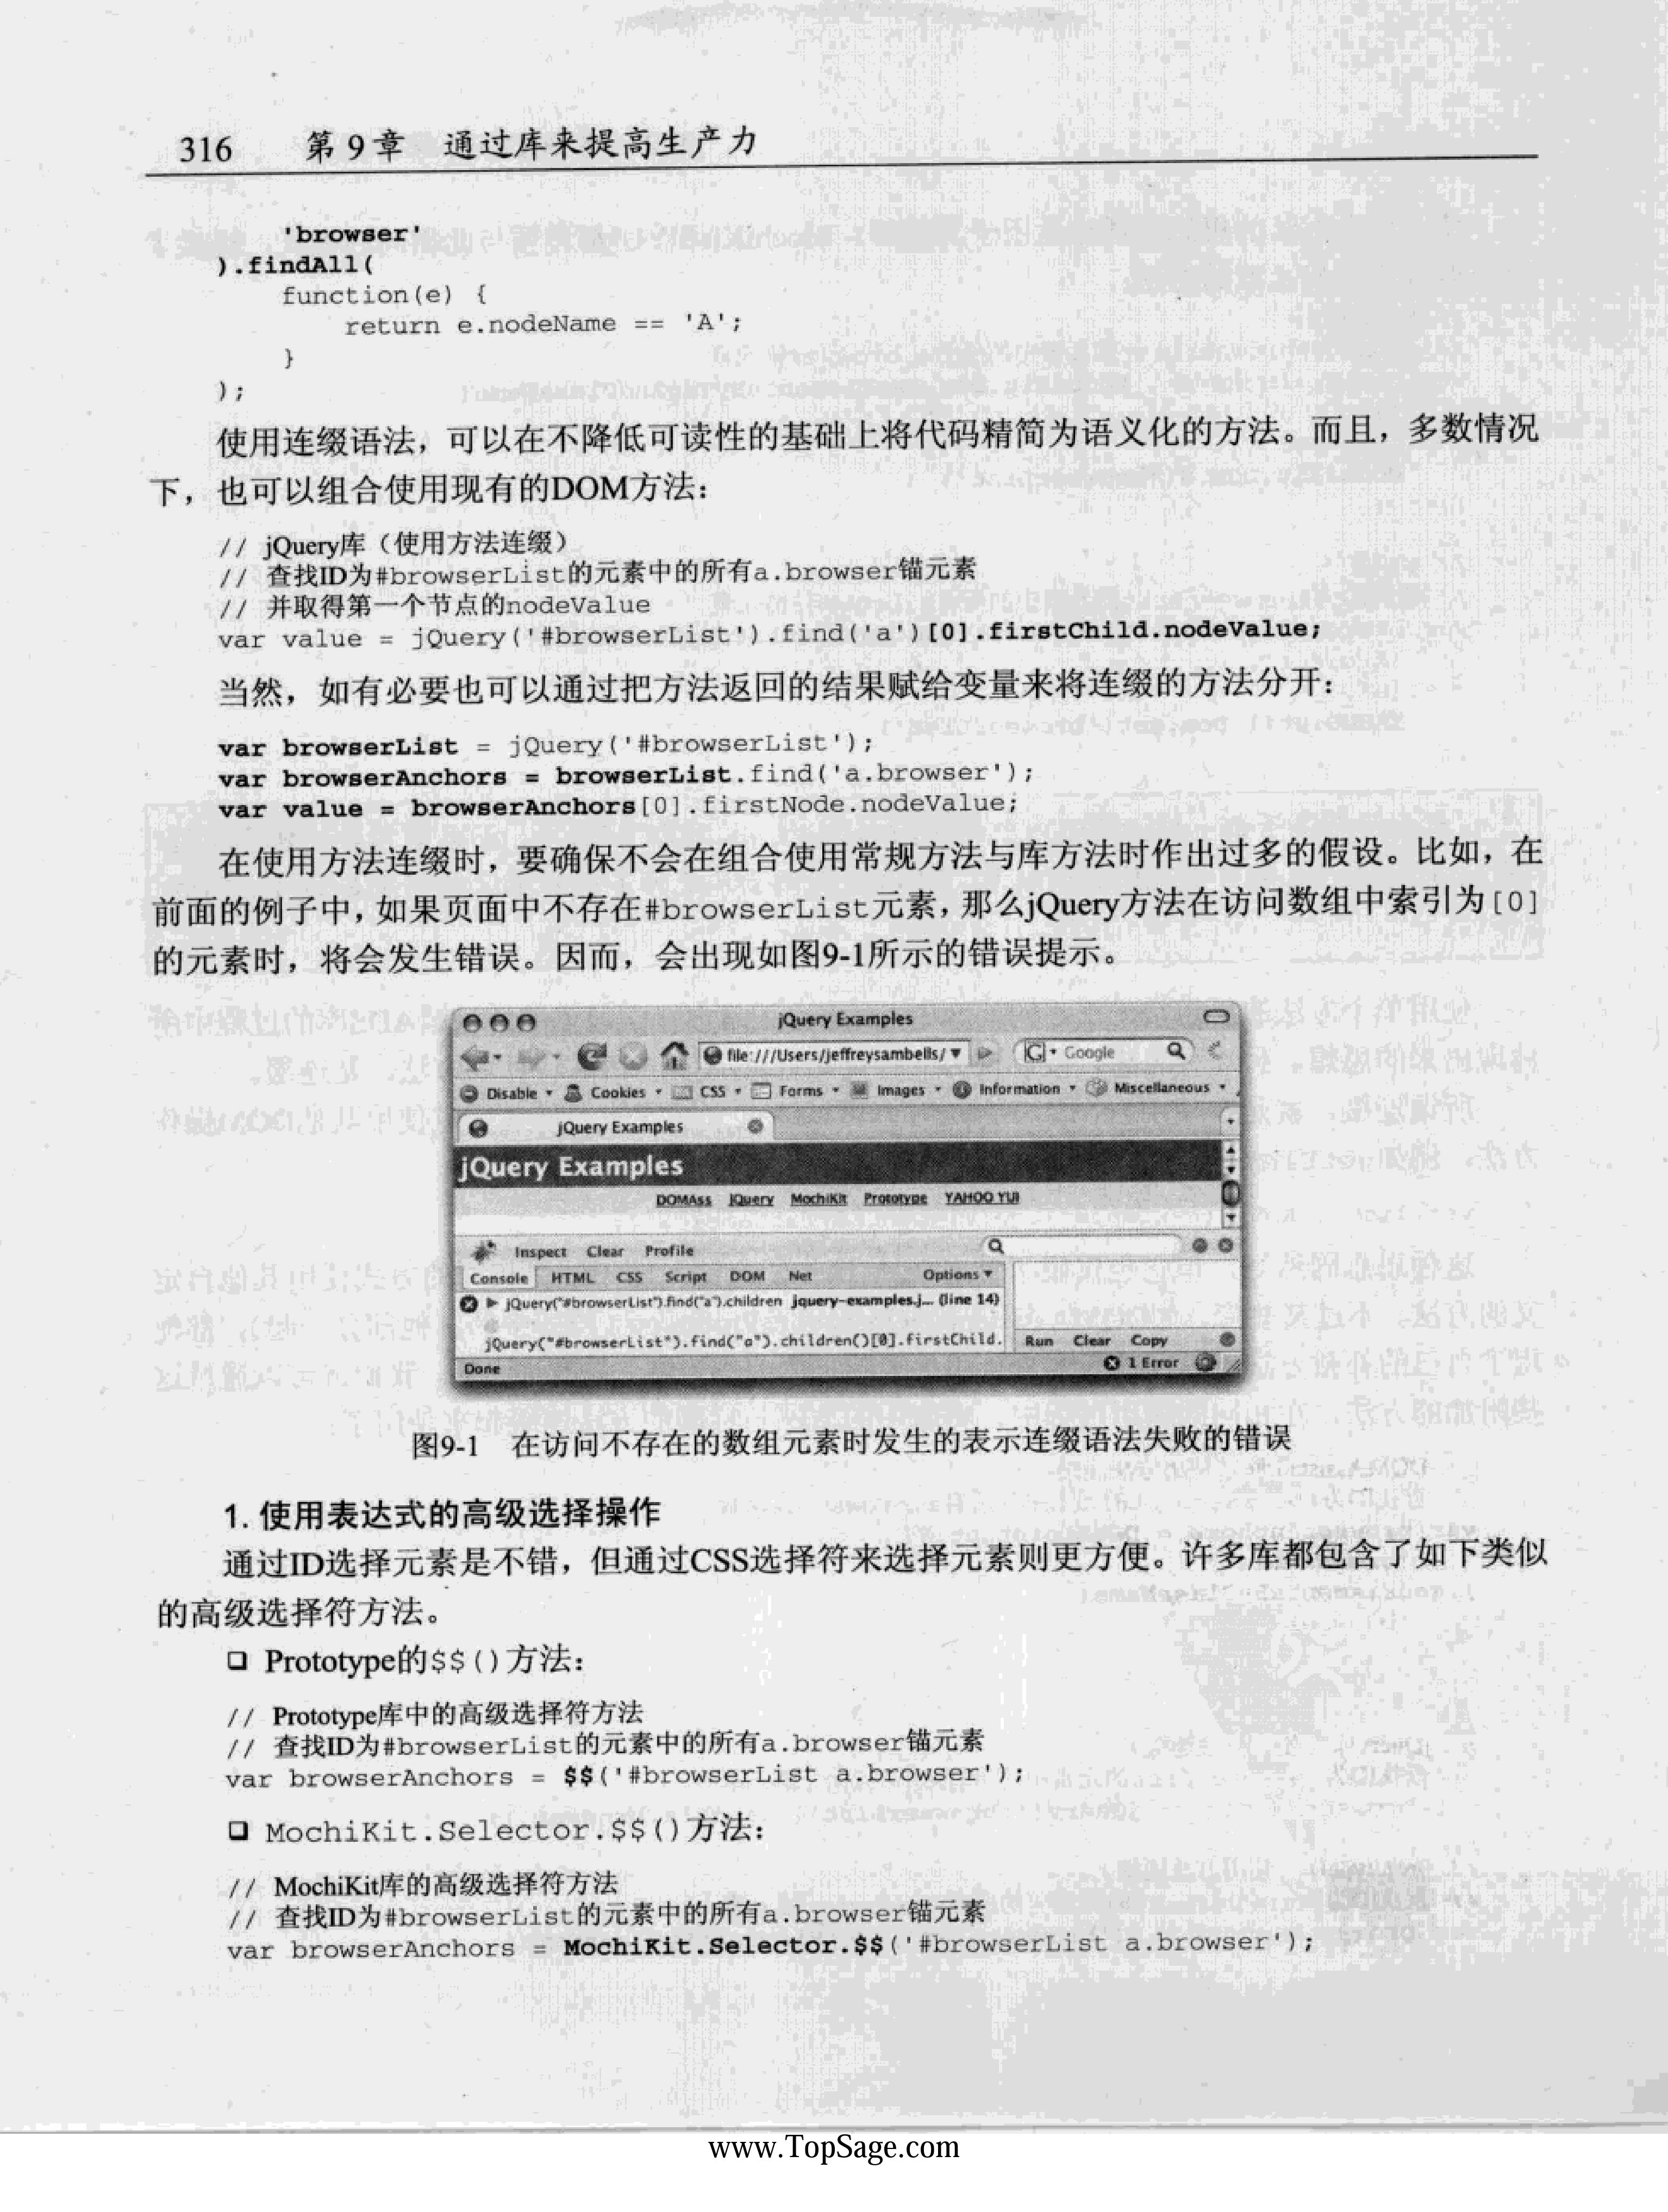 316 第 9 章 通过库来提高生产力
'browser'
).findAll(
function(e) {
return e.nodeName == 'A';
}
);
使用连缀语法，可以在不降低可读性的基础上将代码精简为语义化的方法。而且，多数情况
下，也可以组合使用现有的DOM方法：
// jQuery库（使用方法连缀）
// 查找ID为#browserList的元素中的所有a.browser锚元素
// 并取得第一个节点的nodeValue
var value = jQuery('#browserList').find('a')[0].firstChild.nodeValue;
当然，如有必要也可以通过把方法返回的结果赋给变量来将连缀的方法分开：
var browserList = jQuery('#browserList');
var browserAnchors = browserList.find('a.browser');
var value = browserAnchors[0].firstNode.nodeValue;
在使用方法连缀时，要确保不会在组合使用常规方法与库方法时作出过多的假设。比如，在
前面的例子中，如果页面中不存在#browserList元素，那么jQuery方法在访问数组中索引为[0]
的元素时，将会发生错误。因而，会出现如图9-1所示的错误提示。
jQuery Examples
file:///Users/jeffreysambells/ Google
Disable Cookies CSS Forms Images Information Miscellaneous
jQuery Examples
jQuery Examples
DOMAss jQuery MochiKit Prototype YAHOO YUI
Inspect Clear Profile
Console HTML CSS Script DOM Net Options
jQuery("#browserList").find("a").children jquery-examples.j... (line 14)
jQuery("#browserList").find("a").children()[0].firstChild. Run Clear Copy
Done 1 Error
图9-1 在访问不存在的数组元素时发生的表示连缀语法失败的错误
1. 使用表达式的高级选择操作
通过ID选择元素是不错，但通过CSS选择符来选择元素则更方便。许多库都包含了如下类似
的高级选择符方法。
❑ Prototype的$$()方法：
// Prototype库中的高级选择符方法
// 查找ID为#browserList的元素中的所有a.browser锚元素
var browserAnchors = $$('#browserList a.browser');
❑ MochiKit.Selector.$$()方法：
// MochiKit库的高级选择符方法
// 查找ID为#browserList的元素中的所有a.browser锚元素
var browserAnchors = MochiKit.Selector.$$('#browserList a.browser');
www.TopSage.com